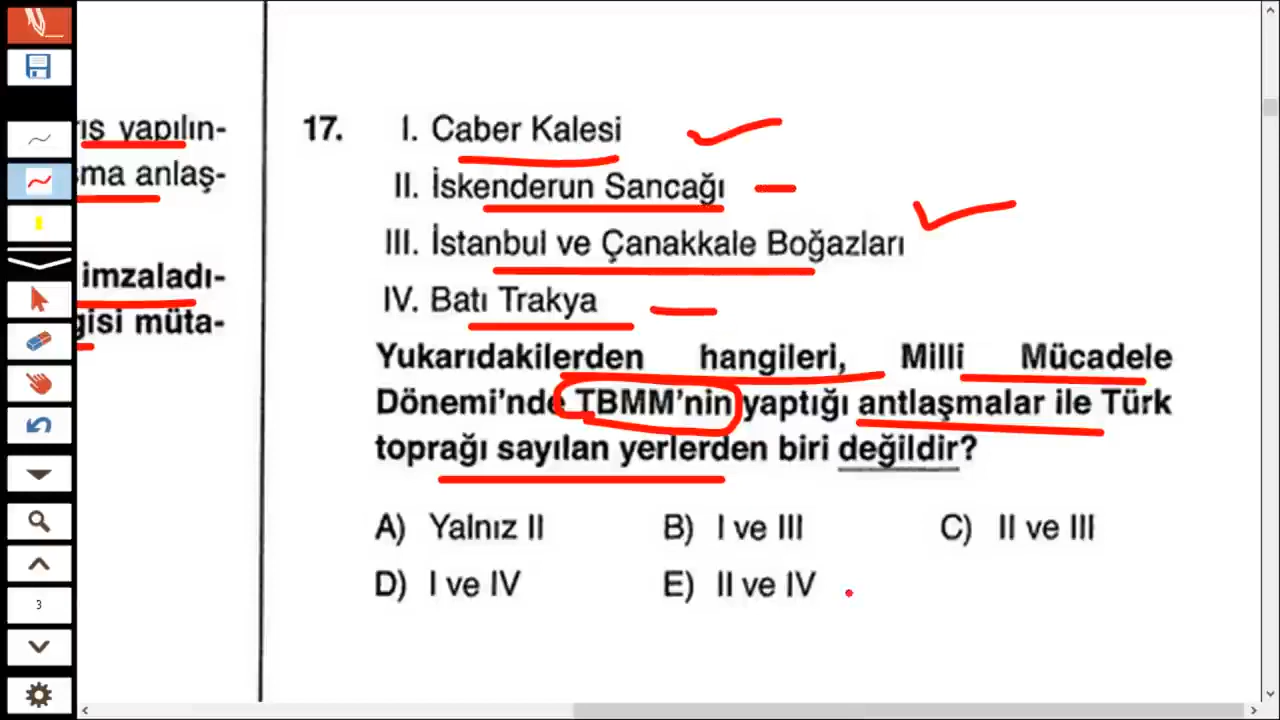 rış yapılın-
şma anlaş-
imzaladı-
gisi müta-
17. I. Caber Kalesi
II. İskenderun Sancağı
III. İstanbul ve Çanakkale Boğazları
IV. Batı Trakya
Yukarıdakilerden hangileri, Milli Mücadele
Dönemi'nde TBMM'nin yaptığı antlaşmalar ile Türk
toprağı sayılan yerlerden biri değildir?
A) Yalnız II B) I ve III C) II ve III
D) I ve IV E) II ve IV
3